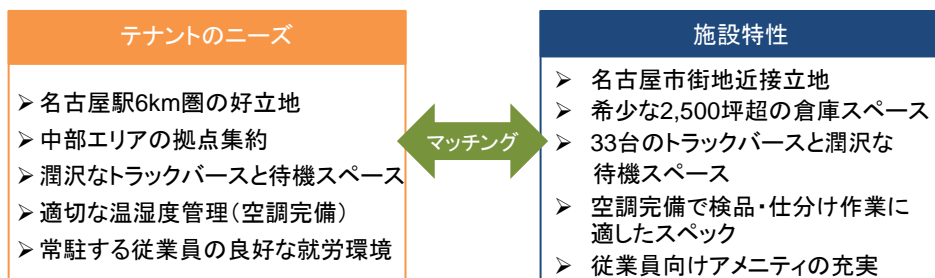 テナントのニーズ
➢ 名古屋駅6km圏の好立地
➢ 中部エリアの拠点集約
➢ 潤沢なトラックバースと待機スペース
➢ 適切な温湿度管理(空調完備)
➢ 常駐する従業員の良好な就労環境
マッチング
施設特性
➢ 名古屋市街地近接立地
➢ 希少な2,500坪超の倉庫スペース
➢ 33台のトラックバースと潤沢な
待機スペース
➢ 空調完備で検品・仕分け作業に
適したスペック
➢ 従業員向けアメニティの充実